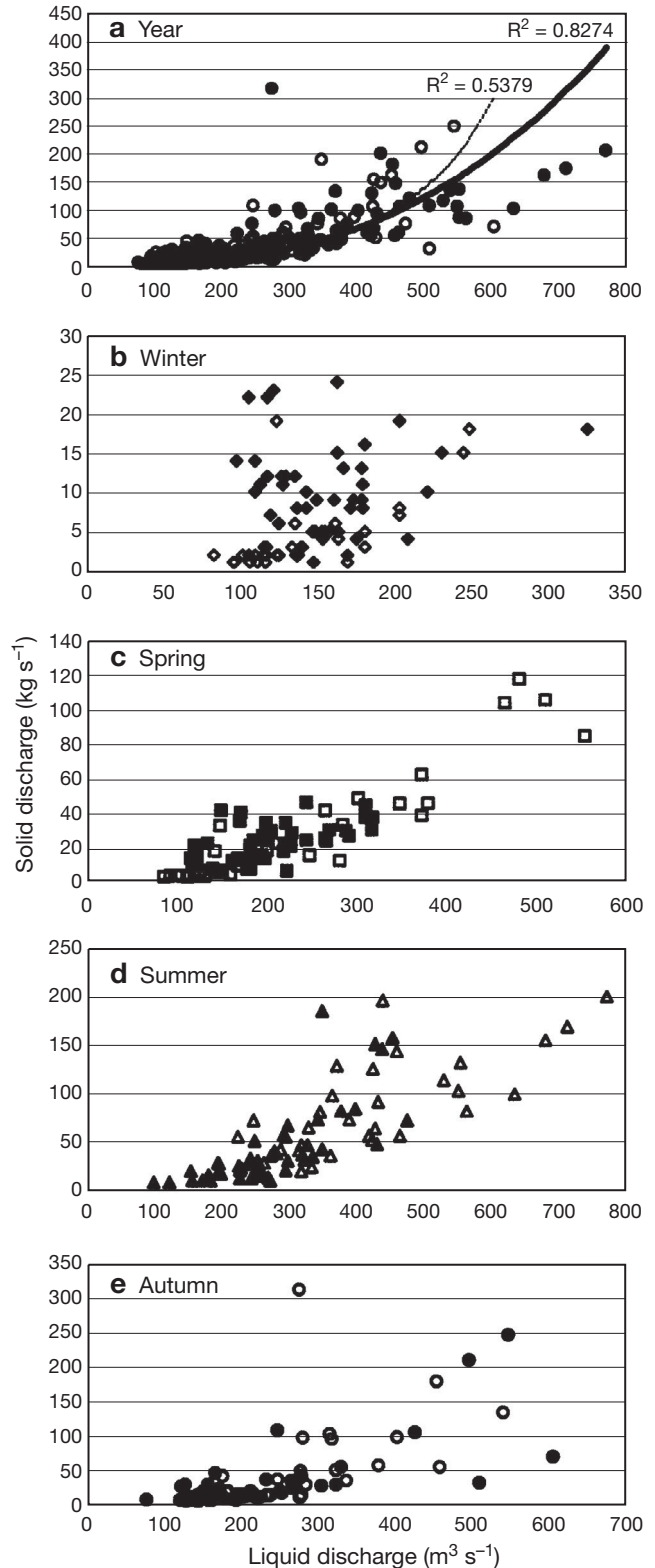 450
a Year
R² = 0.8274
400
350
R² = 0.5379
300
250
200
150
100
50
0
0 100 200 300 400 500 600 700 800
30
b Winter
25
20
15
10
5
0
0 50 100 150 200 250 300 350
140
c Spring
120
100
80
60
40
20
0
0 100 200 300 400 500 600
Solid discharge (kg s⁻¹)
250
d Summer
200
150
100
50
0
0 100 200 300 400 500 600 700 800
350
e Autumn
300
250
200
150
100
50
0
0 100 200 300 400 500 600 700
Liquid discharge (m³ s⁻¹)